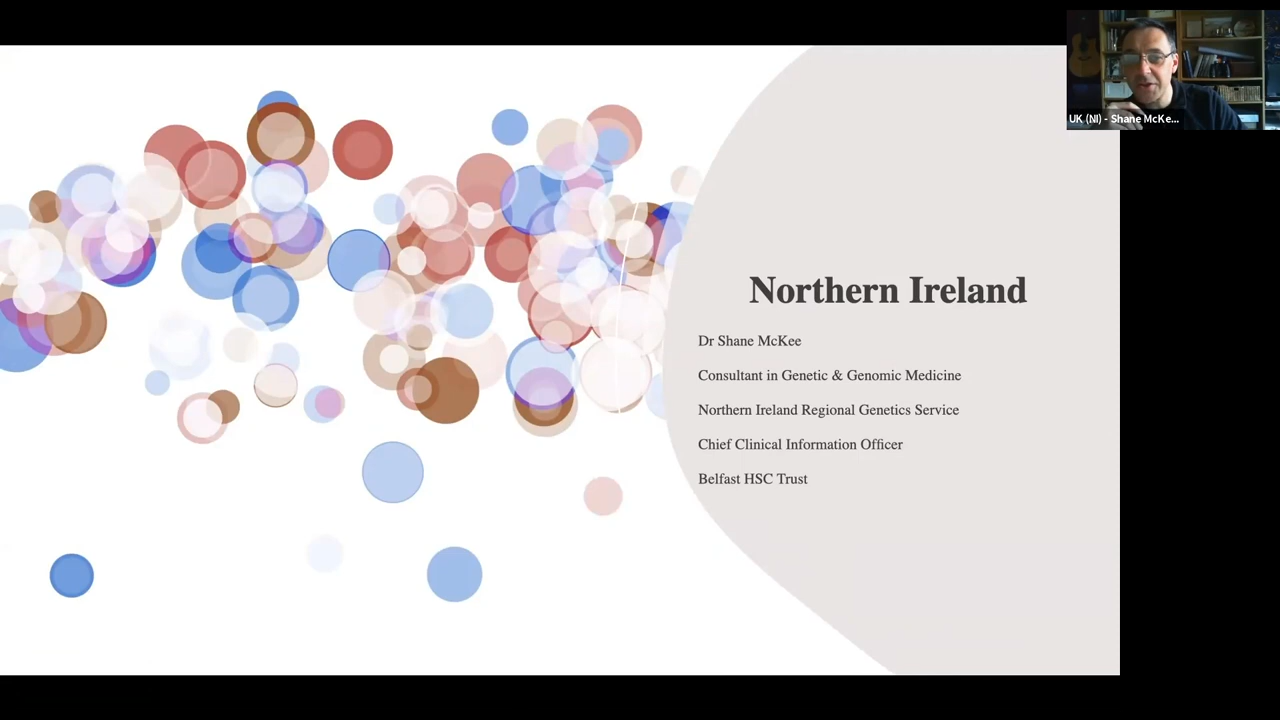 UK (NI) - Shane McKe...
Northern Ireland
Dr Shane McKee
Consultant in Genetic & Genomic Medicine
Northern Ireland Regional Genetics Service
Chief Clinical Information Officer
Belfast HSC Trust